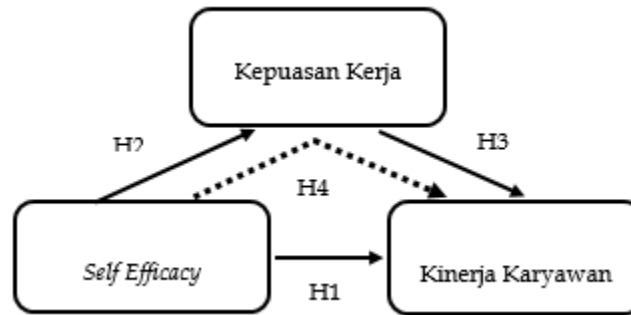 Kepuasan Kerja
H2
H3
H4
Self Efficacy
Kinerja Karyawan
H1